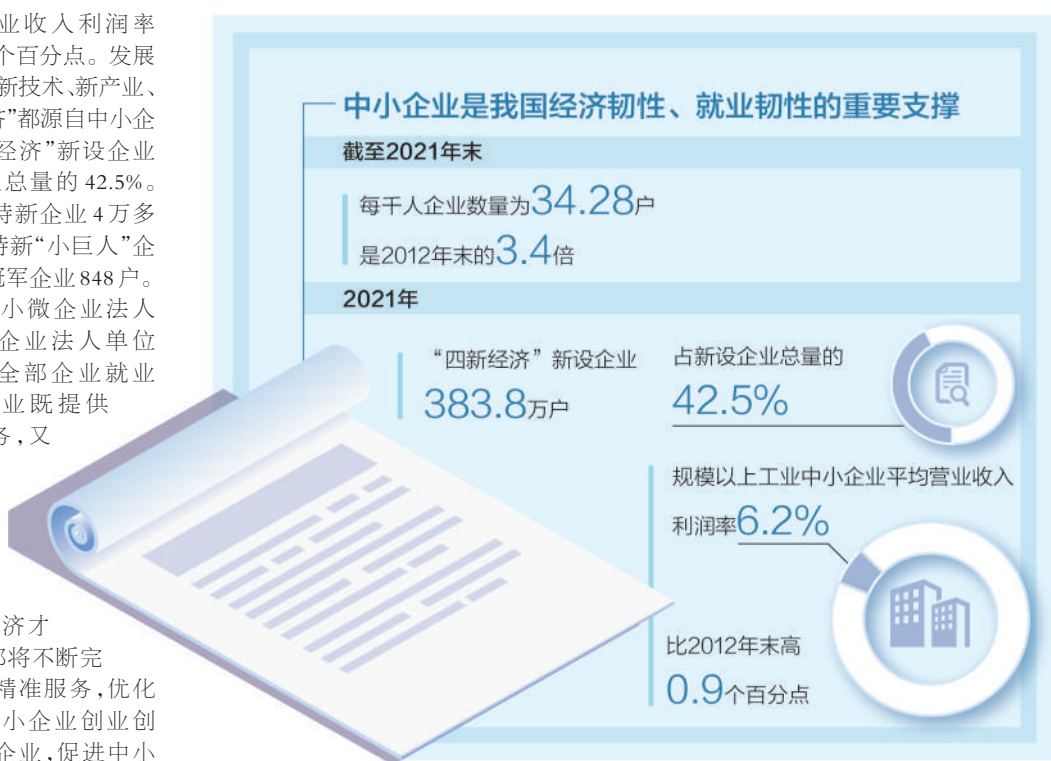 业收入利润率
个百分点。发展
新技术、新产业、
”都源自中小企
经济”新设企业
总量的42.5%。
特新企业4万多
特新“小巨人”企
冠军企业848户。
小微企业法人
企业法人单位
全部企业就业
业既提供
务，又
济才
将不断完
精准服务，优化
小企业创业创
企业，促进中小
中小企业是我国经济韧性、就业韧性的重要支撑
截至2021年末
每千人企业数量为34.28户
是2012年末的3.4倍
2021年
“四新经济”新设企业
383.8万户
占新设企业总量的
42.5%
规模以上工业中小企业平均营业收入
利润率6.2%
比2012年末高
0.9个百分点